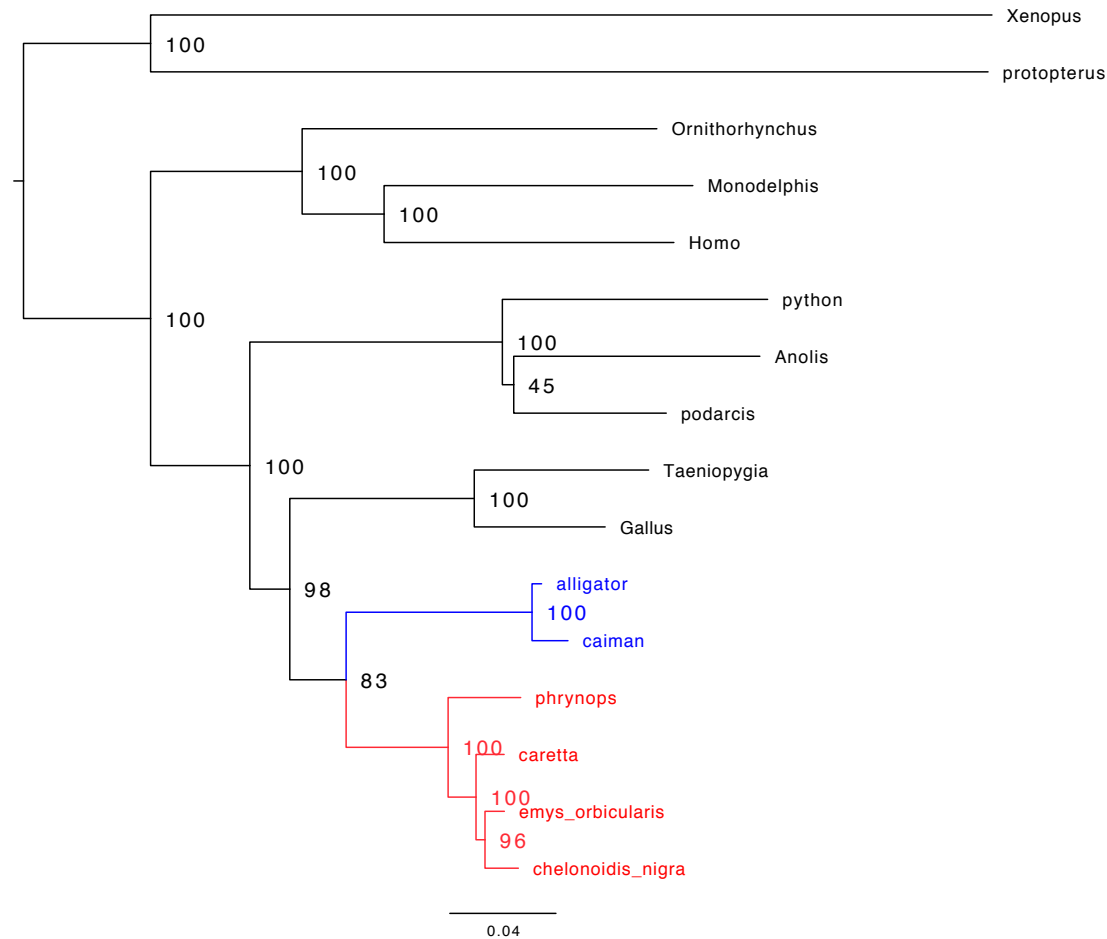 Xenopus
100
protopterus
Ornithorhynchus
100
Monodelphis
100
Homo
python
100
100
Anolis
45
podarcis
100
Taeniopygia
100
Gallus
alligator
98
100
caiman
83
phrynops
100
caretta
100
emys_orbicularis
96
chelonoidis_nigra
0.04